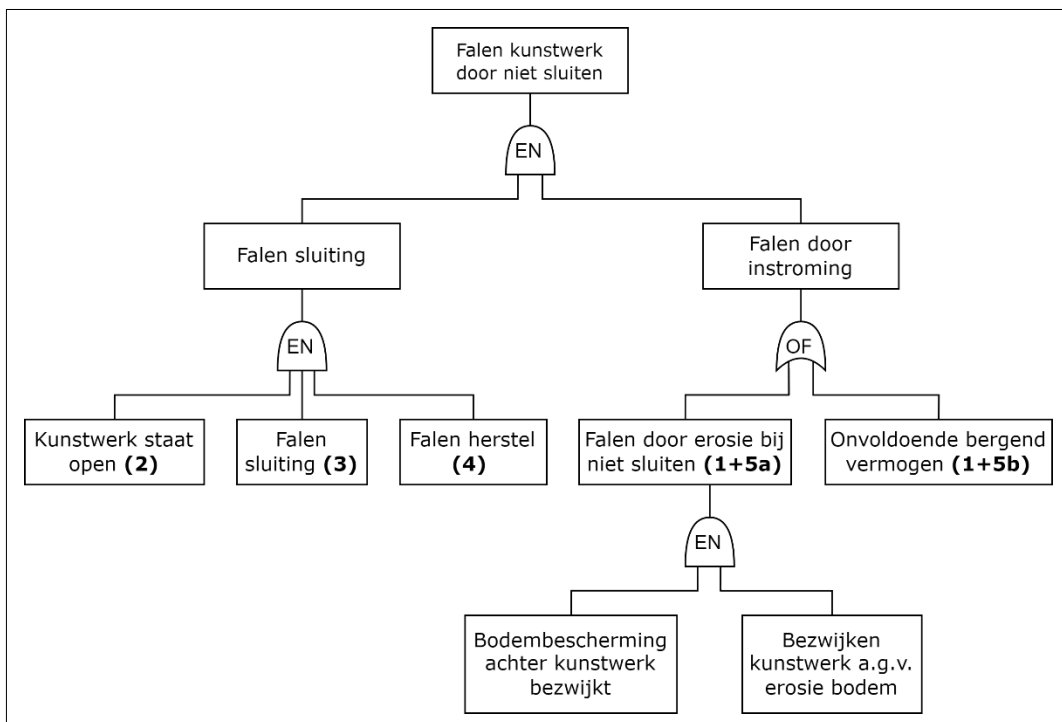 Falen kunstwerk
door niet sluiten
EN
Falen sluiting
Falen door
instroming
EN
OF
Kunstwerk staat
open (2)
Falen
sluiting (3)
Falen herstel
(4)
Falen door erosie bij
niet sluiten (1+5a)
Onvoldoende bergend
vermogen (1+5b)
EN
Bodembescherming
achter kunstwerk
bezwijkt
Bezwijken
kunstwerk a.g.v.
erosie bodem